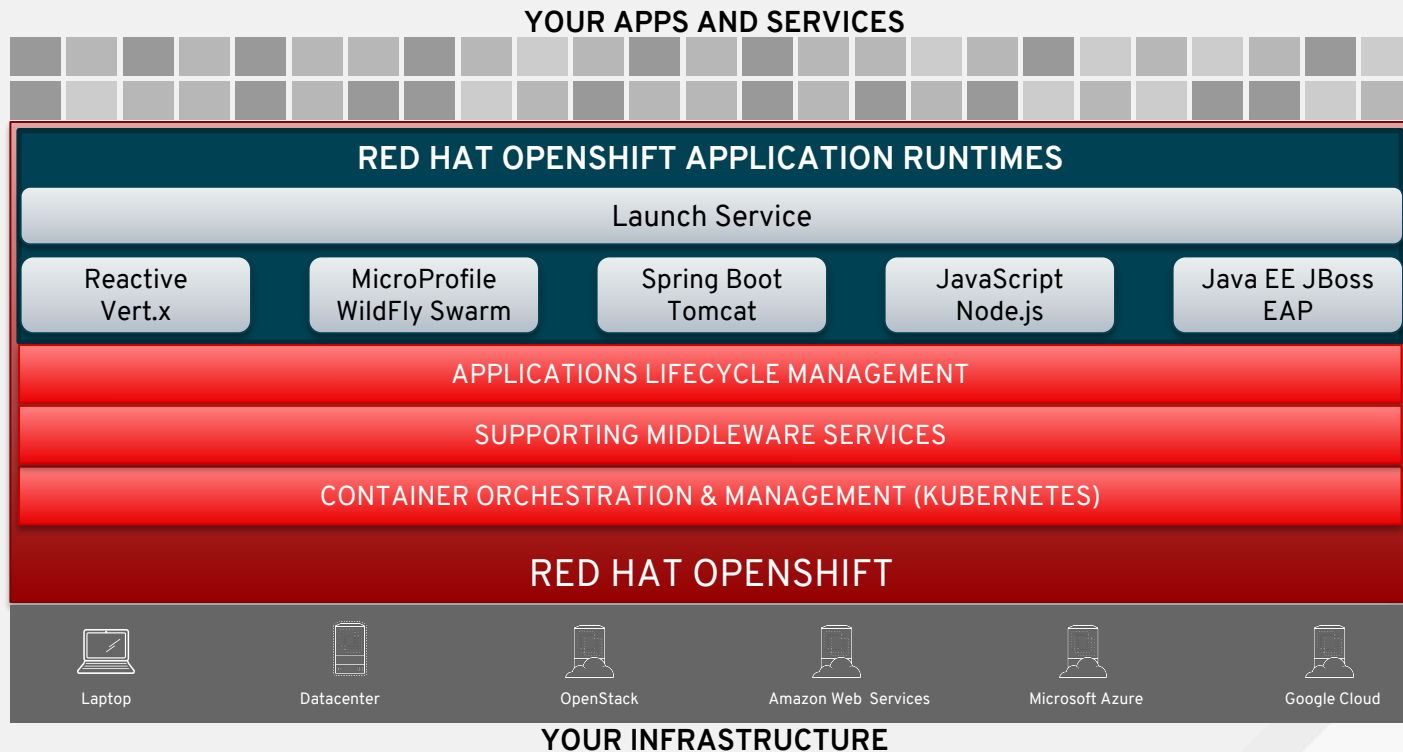 YOUR APPS AND SERVICES
RED HAT OPENSHIFT APPLICATION RUNTIMES
Launch Service
Reactive
Vert.x
MicroProfile
WildFly Swarm
Spring Boot
Tomcat
JavaScript
Node.js
Java EE JBoss
EAP
APPLICATIONS LIFECYCLE MANAGEMENT
SUPPORTING MIDDLEWARE SERVICES
CONTAINER ORCHESTRATION & MANAGEMENT (KUBERNETES)
RED HAT OPENSHIFT
Laptop
Datacenter
OpenStack
Amazon Web Services
Microsoft Azure
Google Cloud
YOUR INFRASTRUCTURE